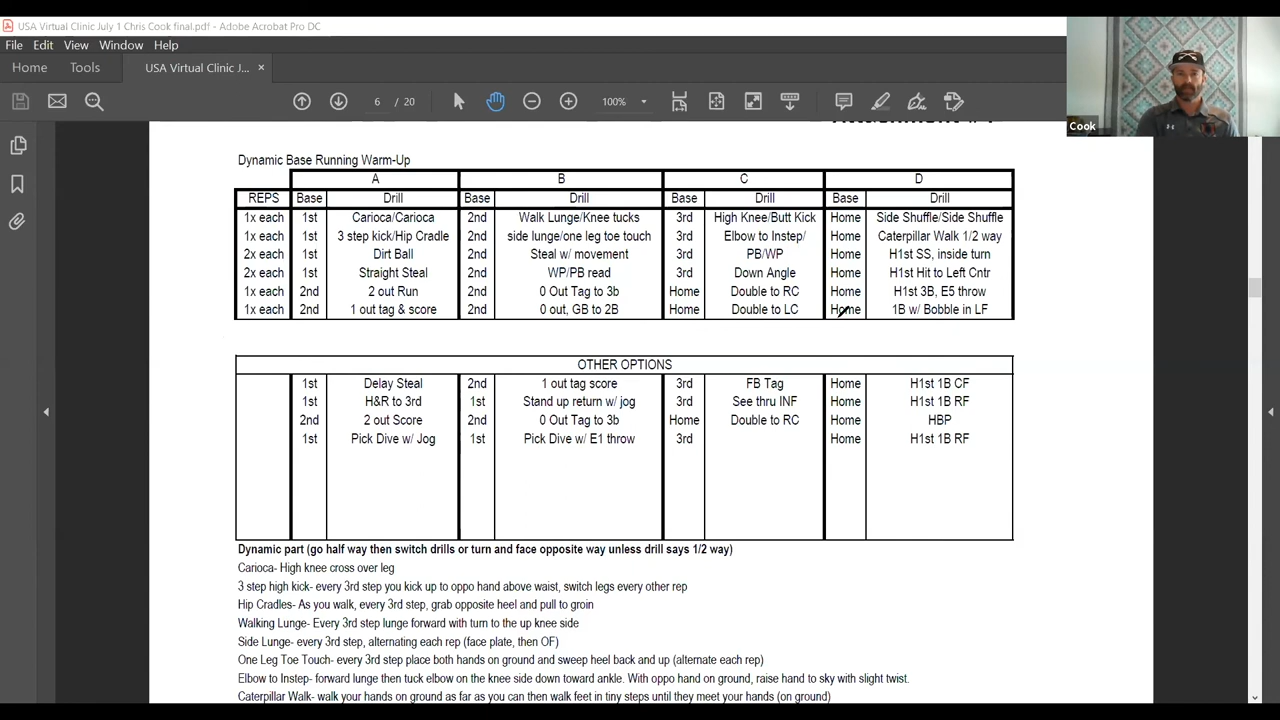 USA Virtual Clinic July 1 Chris Cook final.pdf - Adobe Acrobat Pro DC
File Edit View Window Help
Home Tools USA Virtual Clinic J... ×
6 / 20 100%
Cook
Dynamic Base Running Warm-Up
A B C D
REPS Base Drill Base Drill Base Drill Base Drill
1x each 1st Carioca/Carioca 2nd Walk Lunge/Knee tucks 3rd High Knee/Butt Kick Home Side Shuffle/Side Shuffle
1x each 1st 3 step kick/Hip Cradle 2nd side lunge/one leg toe touch 3rd Elbow to Instep/ Home Caterpillar Walk 1/2 way
2x each 1st Dirt Ball 2nd Steal w/ movement 3rd PB/WP Home H1st SS, inside turn
2x each 1st Straight Steal 2nd WP/PB read 3rd Down Angle Home H1st Hit to Left Cntr
1x each 2nd 2 out Run 2nd 0 Out Tag to 3b Home Double to RC Home H1st 3B, E5 throw
1x each 2nd 1 out tag & score 2nd 0 out, GB to 2B Home Double to LC Home 1B w/ Bobble in LF
OTHER OPTIONS
1st Delay Steal 2nd 1 out tag score 3rd FB Tag Home H1st 1B CF
1st H&R to 3rd 1st Stand up return w/ jog 3rd See thru INF Home H1st 1B RF
2nd 2 out Score 2nd 0 Out Tag to 3b Home Double to RC Home HBP
1st Pick Dive w/ Jog 1st Pick Dive w/ E1 throw 3rd Home H1st 1B RF
Dynamic part (go half way then switch drills or turn and face opposite way unless drill says 1/2 way)
Carioca- High knee cross over leg
3 step high kick- every 3rd step you kick up to oppo hand above waist, switch legs every other rep
Hip Cradles- As you walk, every 3rd step, grab opposite heel and pull to groin
Walking Lunge- Every 3rd step lunge forward with turn to the up knee side
Side Lunge- every 3rd step, alternating each rep (face plate, then OF)
One Leg Toe Touch- every 3rd step place both hands on ground and sweep heel back and up (alternate each rep)
Elbow to Instep- forward lunge then tuck elbow on the knee side down toward ankle. With oppo hand on ground, raise hand to sky with slight twist.
Caterpillar Walk- walk your hands on ground as far as you can then walk feet in tiny steps until they meet your hands (on ground)